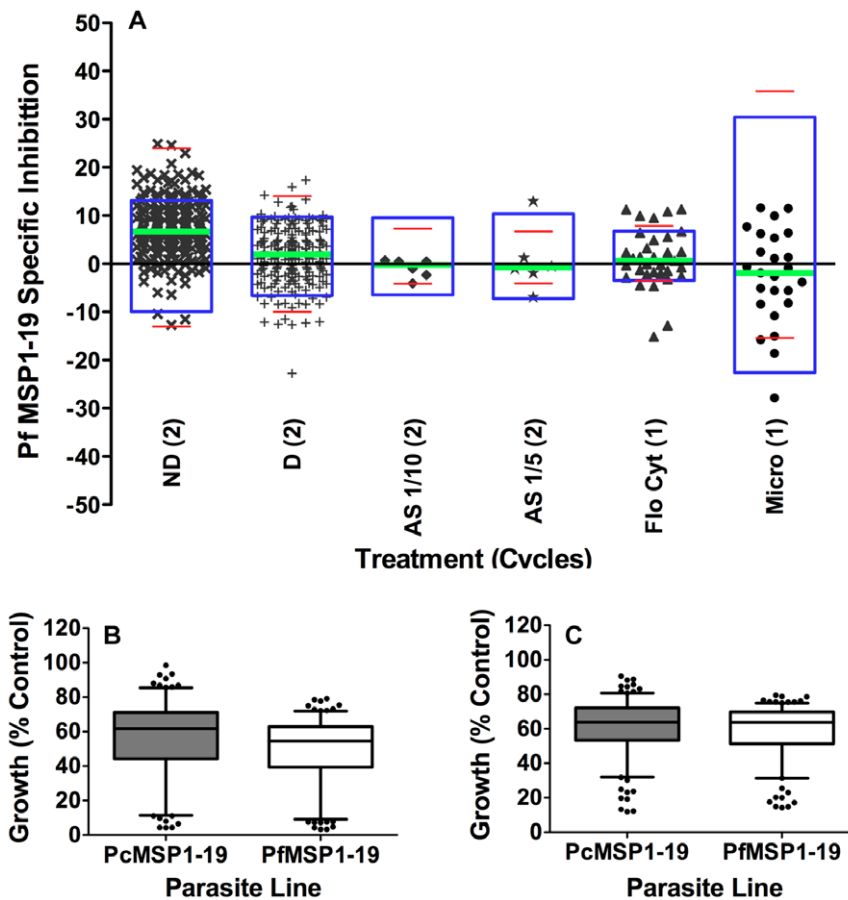 A
50
40
30
20
10
0
-10
-20
-30
-40
-50
Pf MSP1-19 Specific Inhibittion
ND (2)
D (2)
AS 1/10 (2)
AS 1/5 (2)
Flo Cyt (1)
Micro (1)
Treatment (Cycles)
B
120
100
80
60
40
20
0
Growth (% Control)
PcMSP1-19
PfMSP1-19
Parasite Line
C
120
100
80
60
40
20
0
Growth (% Control)
PcMSP1-19
PfMSP1-19
Parasite Line